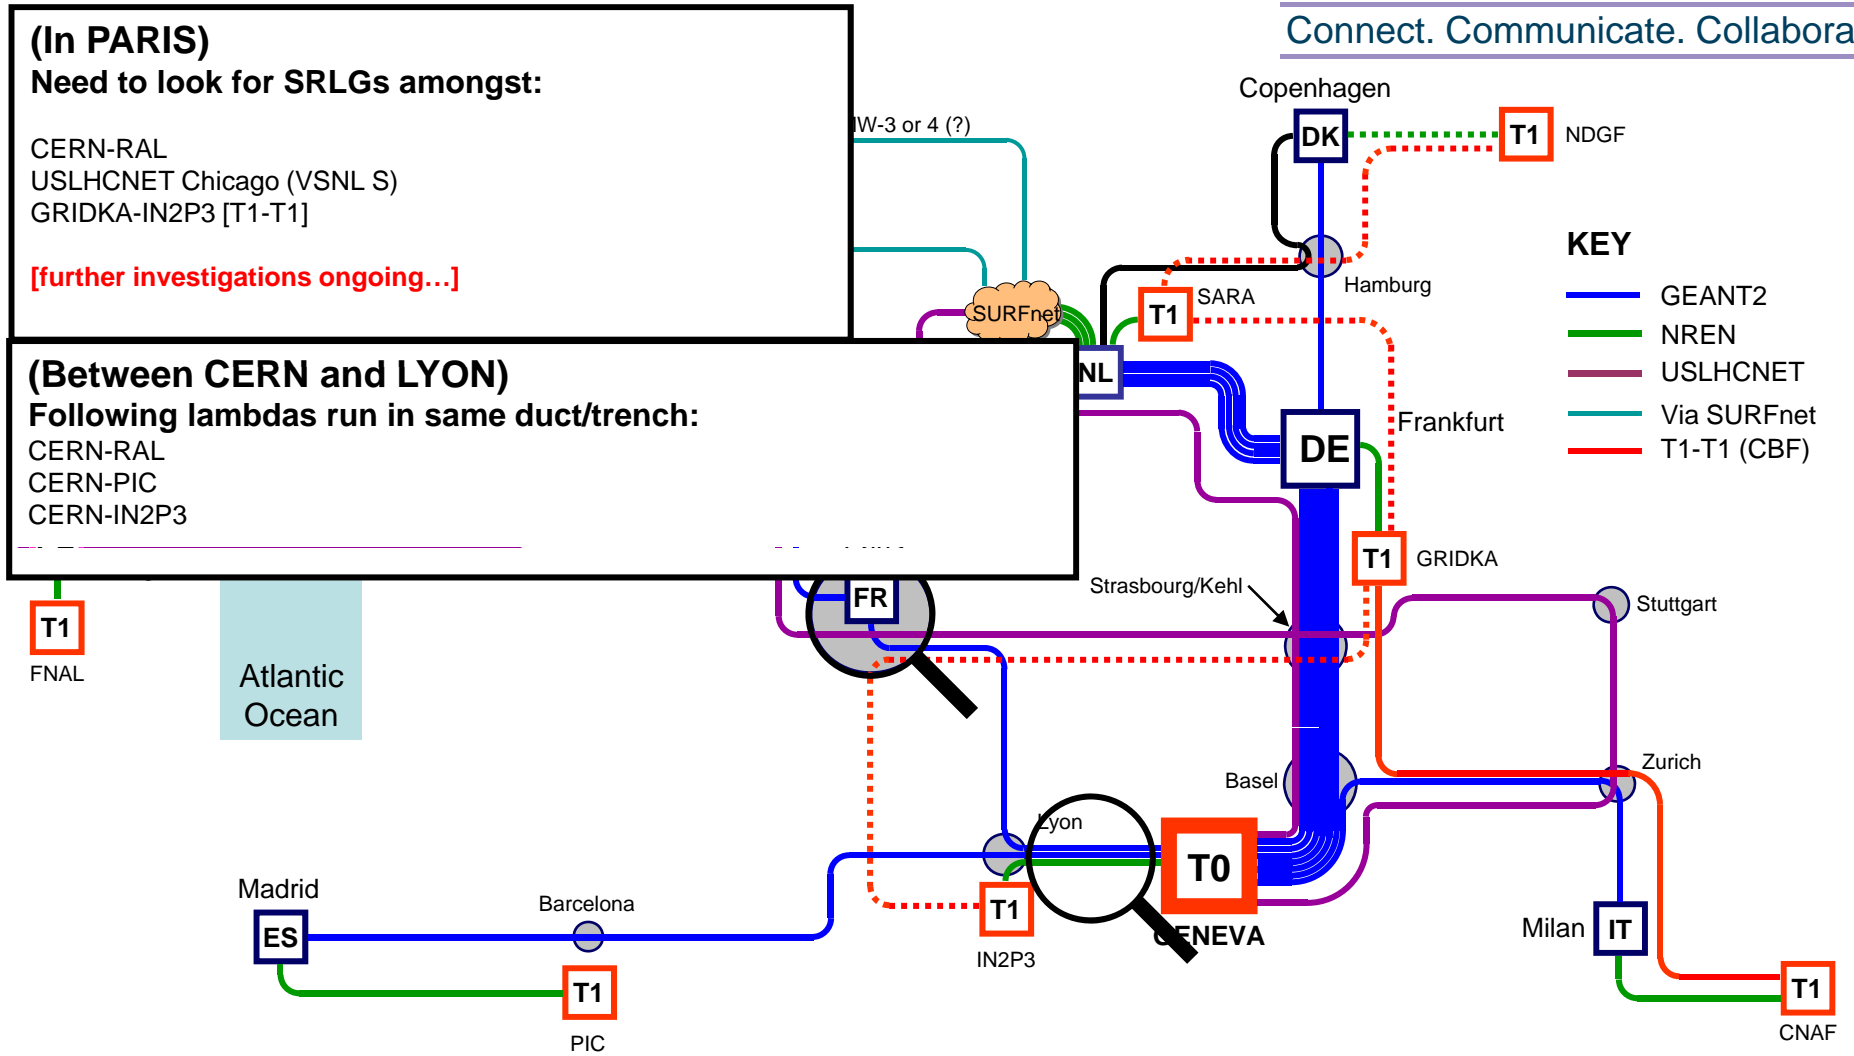 Connect. Communicate. Collabora
(In PARIS)
Need to look for SRLGs amongst:
CERN-RAL
USLHCNET Chicago (VSNL S)
GRIDKA-IN2P3 [T1-T1]
[further investigations ongoing…]
(Between CERN and LYON)
Following lambdas run in same duct/trench:
CERN-RAL
CERN-PIC
CERN-IN2P3
IW-3 or 4 (?)
Copenhagen
DK
T1
NDGF
KEY
GEANT2
NREN
USLHCNET
Via SURFnet
T1-T1 (CBF)
Hamburg
SURFnet
T1
SARA
NL
DE
Frankfurt
T1
GRIDKA
Strasbourg/Kehl
Stuttgart
FR
T1
FNAL
Atlantic
Ocean
Basel
Zurich
Lyon
T0
GENEVA
Madrid
ES
Barcelona
T1
PIC
T1
IN2P3
Milan
IT
T1
CNAF